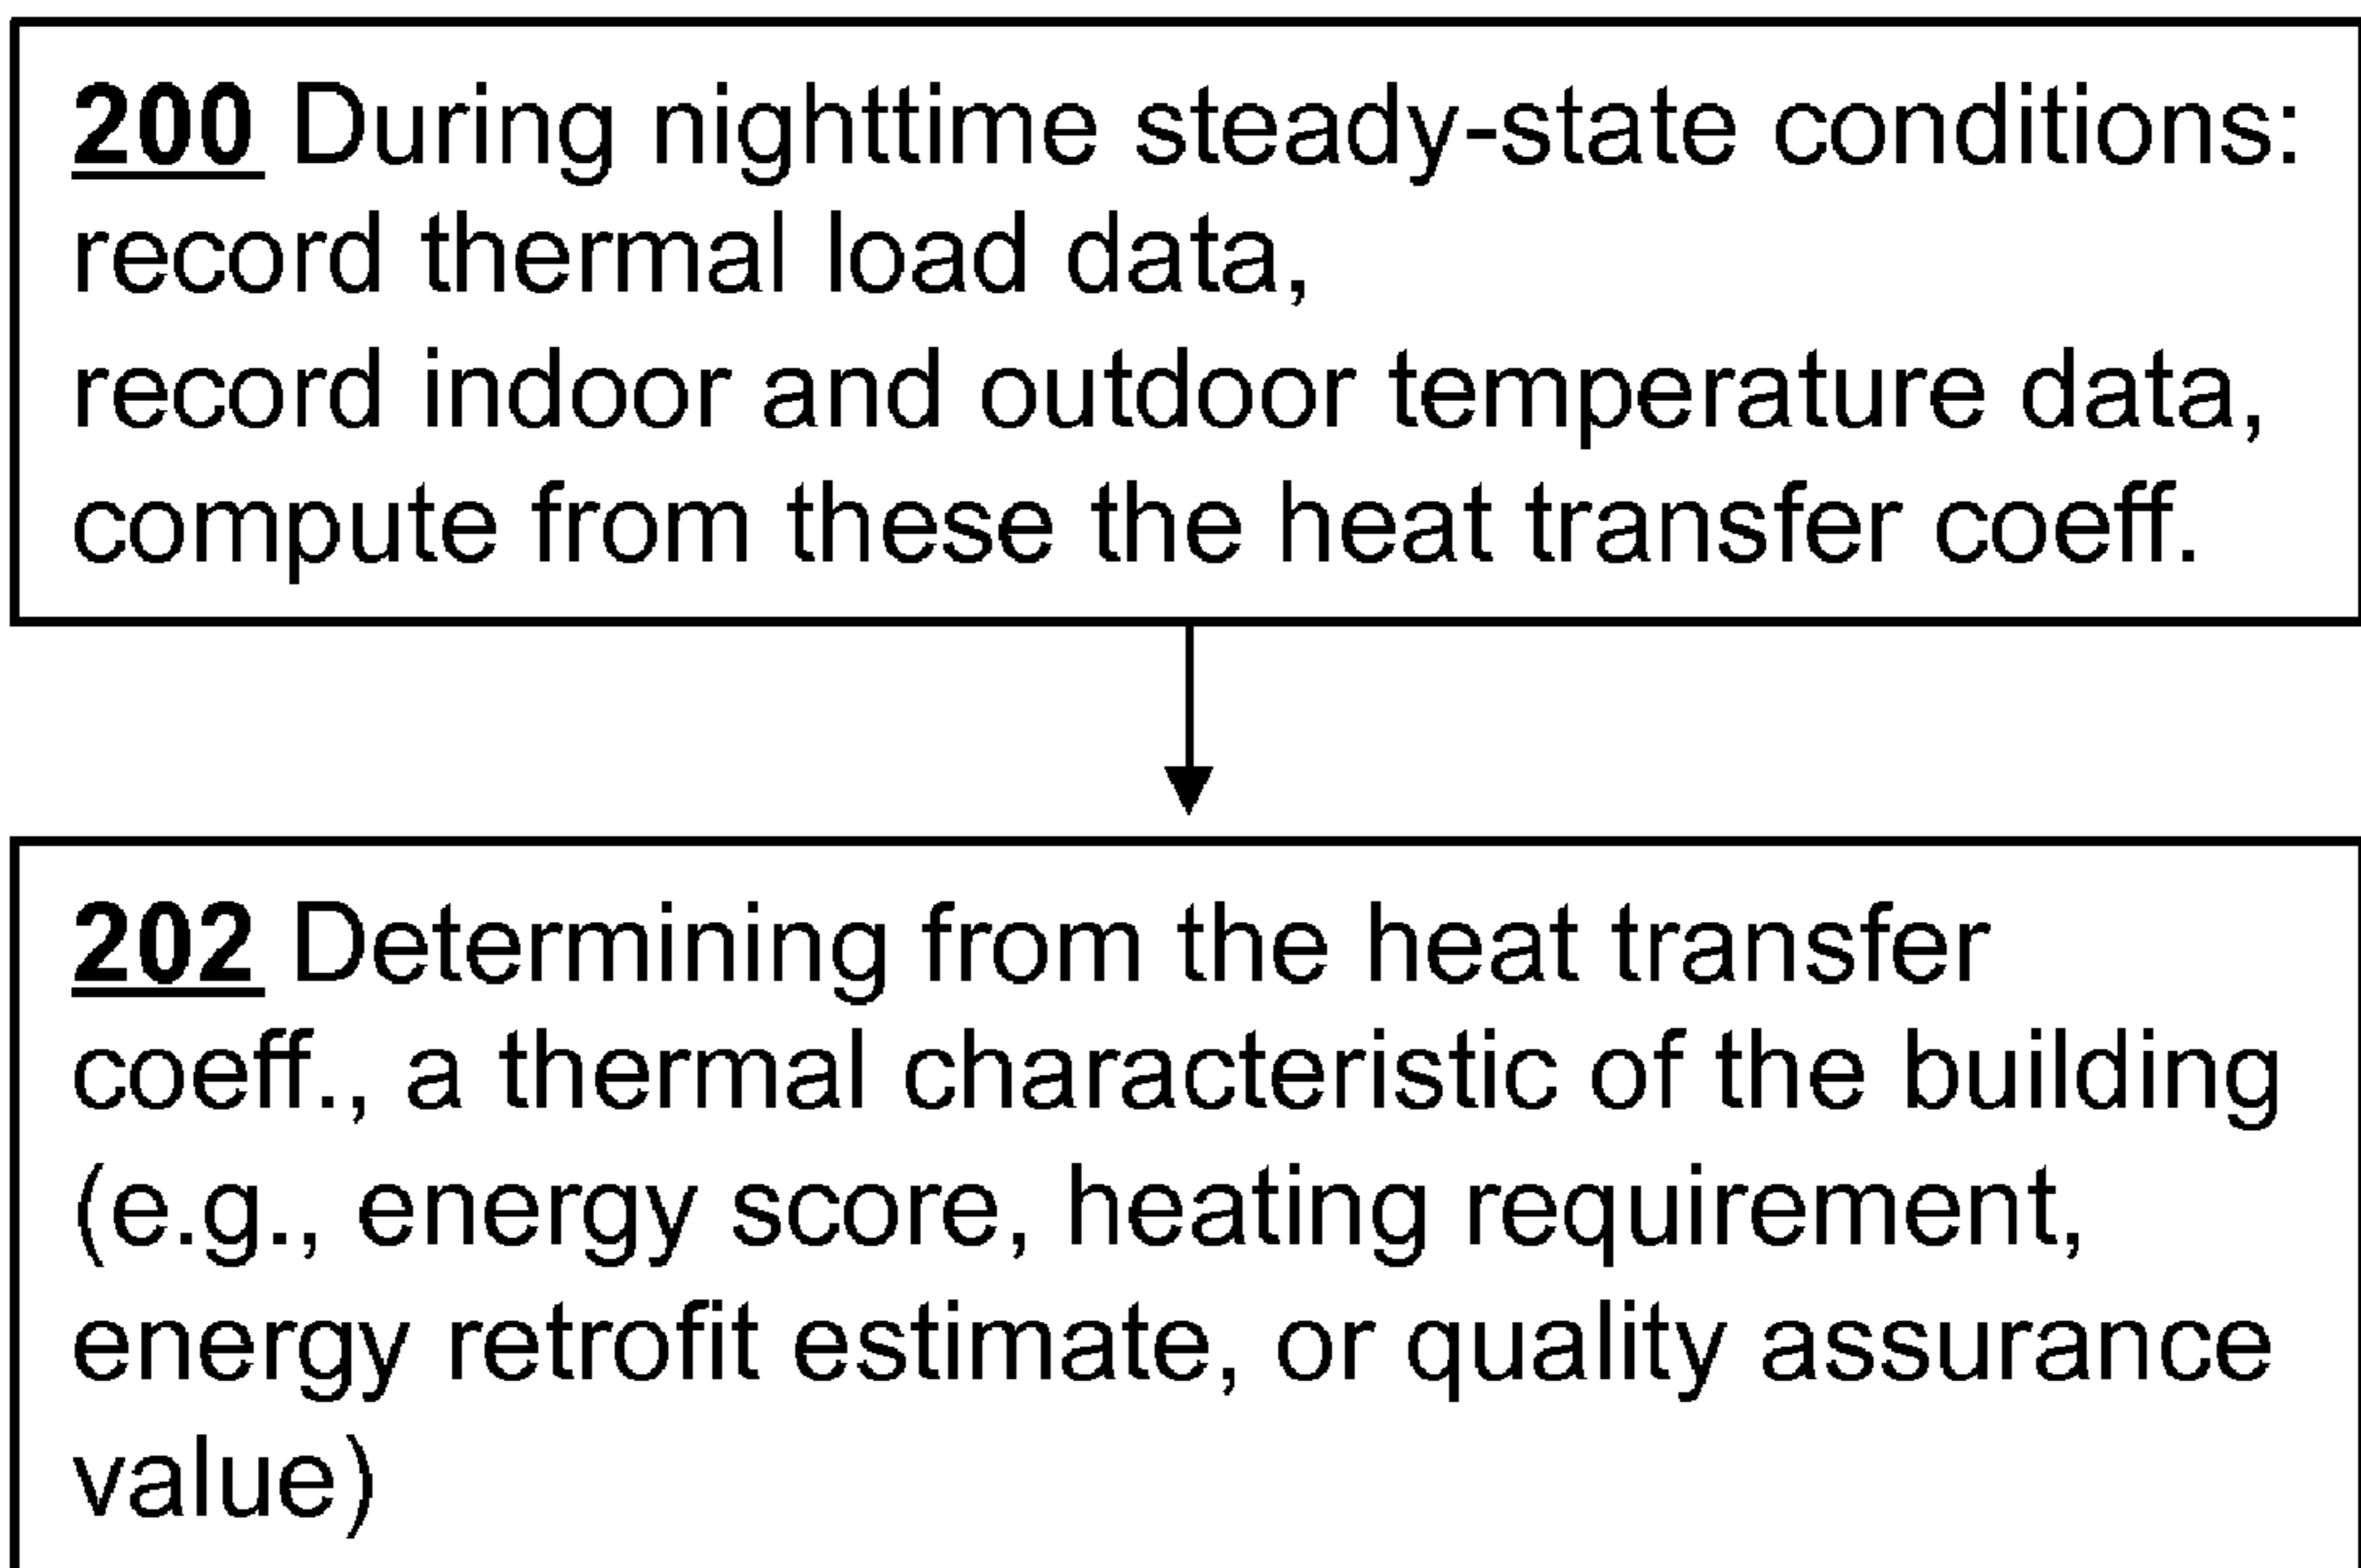 200 During nighttime steady-state conditions:
record thermal load data,
record indoor and outdoor temperature data,
compute from these the heat transfer coeff.
202 Determining from the heat transfer
coeff., a thermal characteristic of the building
(e.g., energy score, heating requirement,
energy retrofit estimate, or quality assurance
value)